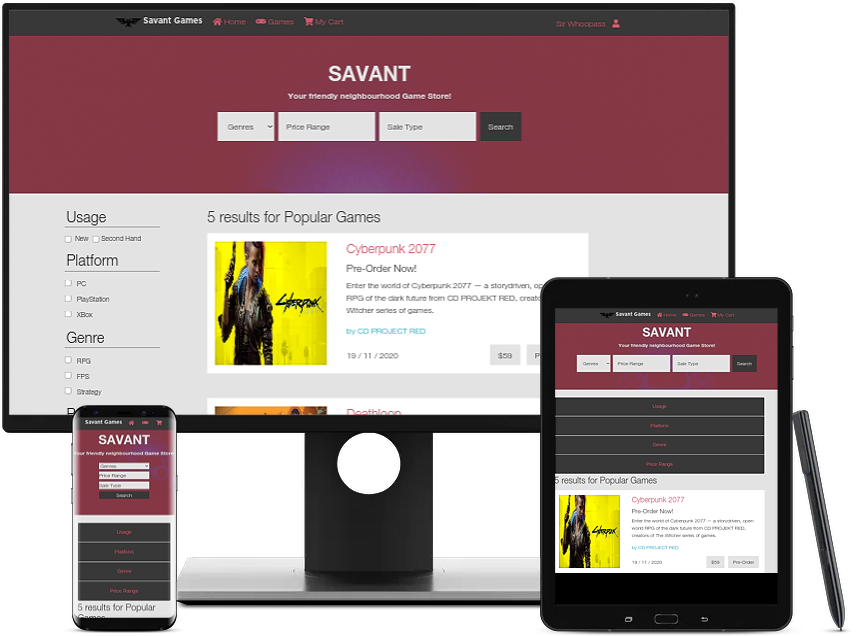 Savant Games Home Games My Cart Sir Whoopass
SAVANT
Your friendly neighbourhood Game Store!
Genres Price Range Sale Type Search
Usage
New Second Hand
Platform
PC
PlayStation
XBox
Genre
RPG
FPS
Strategy
5 results for Popular Games
Cyberpunk 2077
Pre-Order Now!
Enter the world of Cyberpunk 2077 — a storydriven, op
RPG of the dark future from CD PROJEKT RED, creato
Witcher series of games.
by CD PROJEKT RED
19 / 11 / 2020 $59 P
Cyberpunk
Deathloop
Savant Games
SAVANT
Your friendly neighbourhood Game Store
Genres
Price Range
Sale Type
Search
Usage
Platform
Genre
Price Range
5 results for Popular
Games
Savant Games Home Games My Cart
SAVANT
Your friendly neighbourhood Game Store!
Genres Price Range Sale Type Search
Usage
Platform
Genre
Price Range
5 results for Popular Games
Cyberpunk 2077
Pre-Order Now!
Enter the world of Cyberpunk 2077 — a storydriven, open
world RPG of the dark future from CD PROJEKT RED,
creators of The Witcher series of games.
by CD PROJEKT RED
19 / 11 / 2020 $59 Pre-Order
Cyberpunk